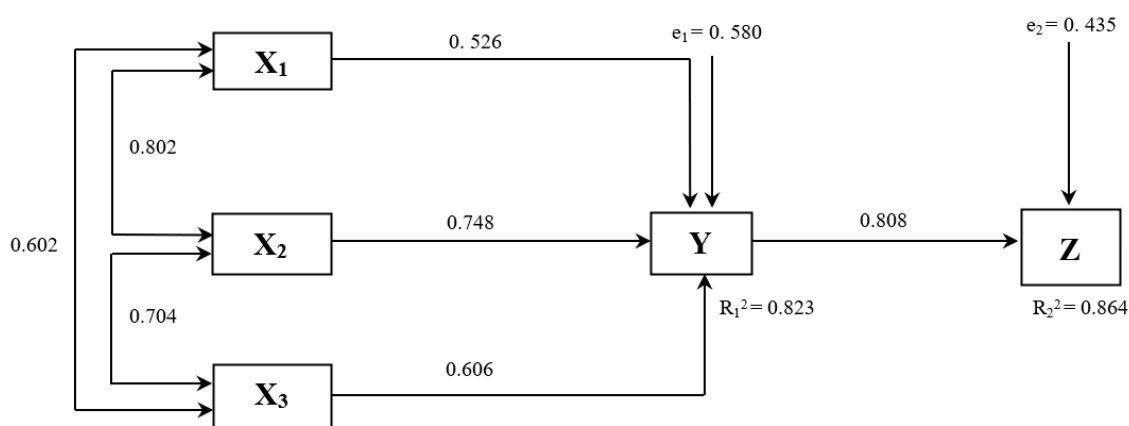 X₁
0. 526
e₁ = 0. 580
e₂ = 0. 435
0.802
0.602
X₂
0.748
Y
0.808
Z
0.704
R₁² = 0.823
R₂² = 0.864
X₃
0.606